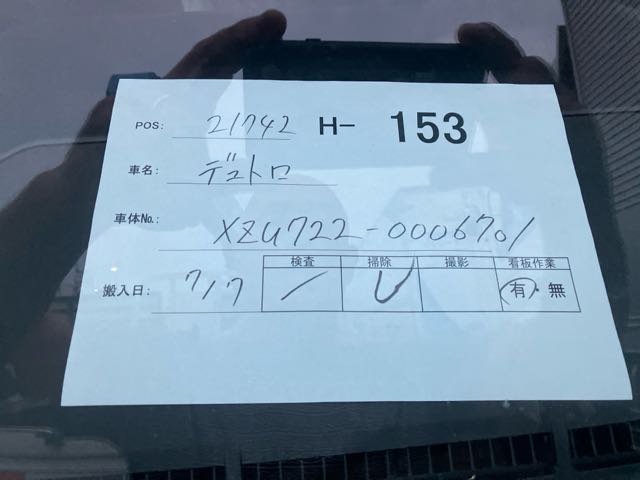 POS: 21742 H- 153
車名: デュトロ
車体No.: XZU722-0006701
検査 掃除 撮影 看板作業
搬入日: 7/7 有・無